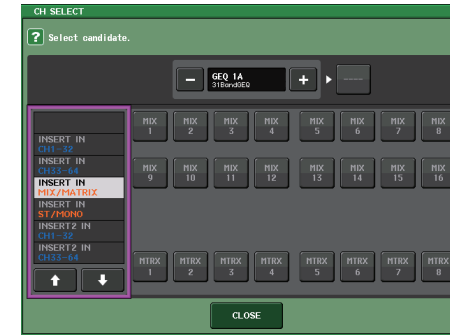 CH SELECT
? Select candidate.
− GEQ 1A + ----
31BandGEQ
INSERT IN
CH1-32
INSERT IN
CH33-64
INSERT IN
MIX/MATRIX
INSERT IN
ST/MONO
INSERT2 IN
CH1-32
INSERT2 IN
CH33-64
MIX 1
MIX 2
MIX 3
MIX 4
MIX 5
MIX 6
MIX 7
MIX 8
MIX 9
MIX 10
MIX 11
MIX 12
MIX 13
MIX 14
MIX 15
MIX 16
MTRX 1
MTRX 2
MTRX 3
MTRX 4
MTRX 5
MTRX 6
MTRX 7
MTRX 8
CLOSE